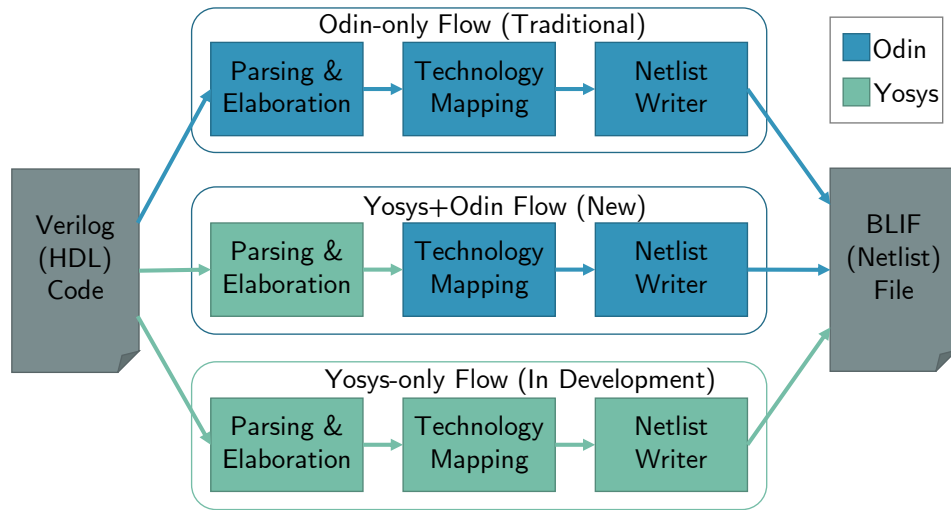 Odin-only Flow (Traditional)
Parsing &
Elaboration
Technology
Mapping
Netlist
Writer
Odin
Yosys
Verilog
(HDL)
Code
Yosys+Odin Flow (New)
Parsing &
Elaboration
Technology
Mapping
Netlist
Writer
BLIF
(Netlist)
File
Yosys-only Flow (In Development)
Parsing &
Elaboration
Technology
Mapping
Netlist
Writer